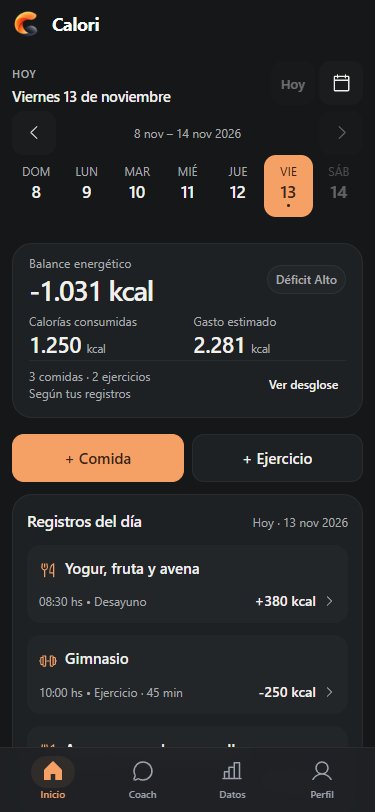 Calori
HOY
Viernes 13 de noviembre
Hoy
8 nov – 14 nov 2026
DOM LUN MAR MIÉ JUE VIE SÁB
8 9 10 11 12 13 14
Balance energético
-1.031 kcal
Déficit Alto
Calorías consumidas Gasto estimado
1.250 kcal 2.281 kcal
3 comidas · 2 ejercicios
Según tus registros
Ver desglose
+ Comida + Ejercicio
Registros del día Hoy · 13 nov 2026
Yogur, fruta y avena
08:30 hs • Desayuno +380 kcal
Gimnasio
10:00 hs • Ejercicio · 45 min -250 kcal
Inicio Coach Datos Perfil